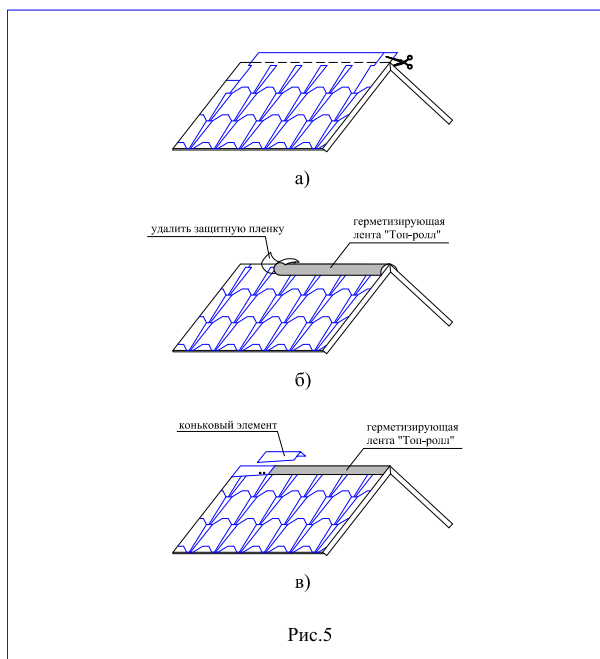 а)
удалить защитную пленку
герметизирующая
лента "Топ-ролл"
б)
коньковый элемент
герметизирующая
лента "Топ-ролл"
в)
Рис.5